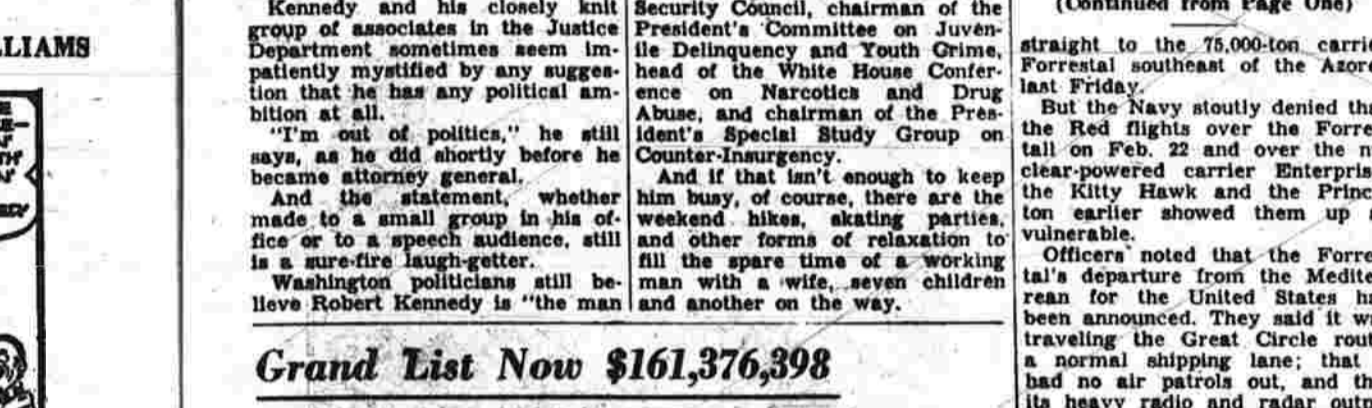 LLIAMS
Kennedy and his closely knit
group of associates in the Justice
Department sometimes seem im-
patiently mystified by any sugges-
tion that he has any political am-
bition at all.
"I'm out of politics," he still
says, as he did shortly before he
became attorney general.
And the statement, whether
made to a small group in his of-
fice or to a speech audience, still
is a sure-fire laugh-getter.
Washington politicians still be-
lieve Robert Kennedy is "the man
Security Council, chairman of the
President's Committee on Juven-
ile Delinquency and Youth Crime,
head of the White House Confer-
ence on Narcotics and Drug
Abuse, and chairman of the Pres-
ident's Special Study Group on
Counter-Insurgency.
And if that isn't enough to keep
him busy, of course, there are the
weekend hikes, skating parties,
and other forms of relaxation to
fill the spare time of a working
man with a wife, seven children
and another on the way.
Grand List Now $161,376,398
(Continued from Page One)
straight to the 75,000-ton carri
Forrestal southeast of the Azor
last Friday.
But the Navy stoutly denied tha
the Red flights over the Forre
tall on Feb. 22 and over the n
clear-powered carrier Enterpris
the Kitty Hawk and the Prin
ton earlier showed them up
vulnerable.
Officers noted that the Forre
tal's departure from the Medite
rean for the United States h
been announced. They said it w
traveling the Great Circle rout
a normal shipping lane; that
had no air patrols out, and th
its heavy radio and radar outp